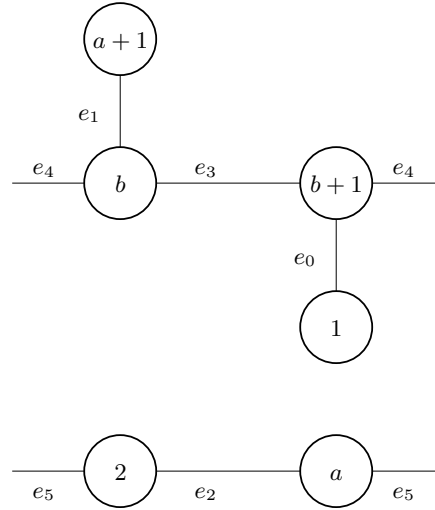 a + 1
e₁
e₄ e₃ e₄
b b + 1
e₀
1
2 a
e₅ e₂ e₅